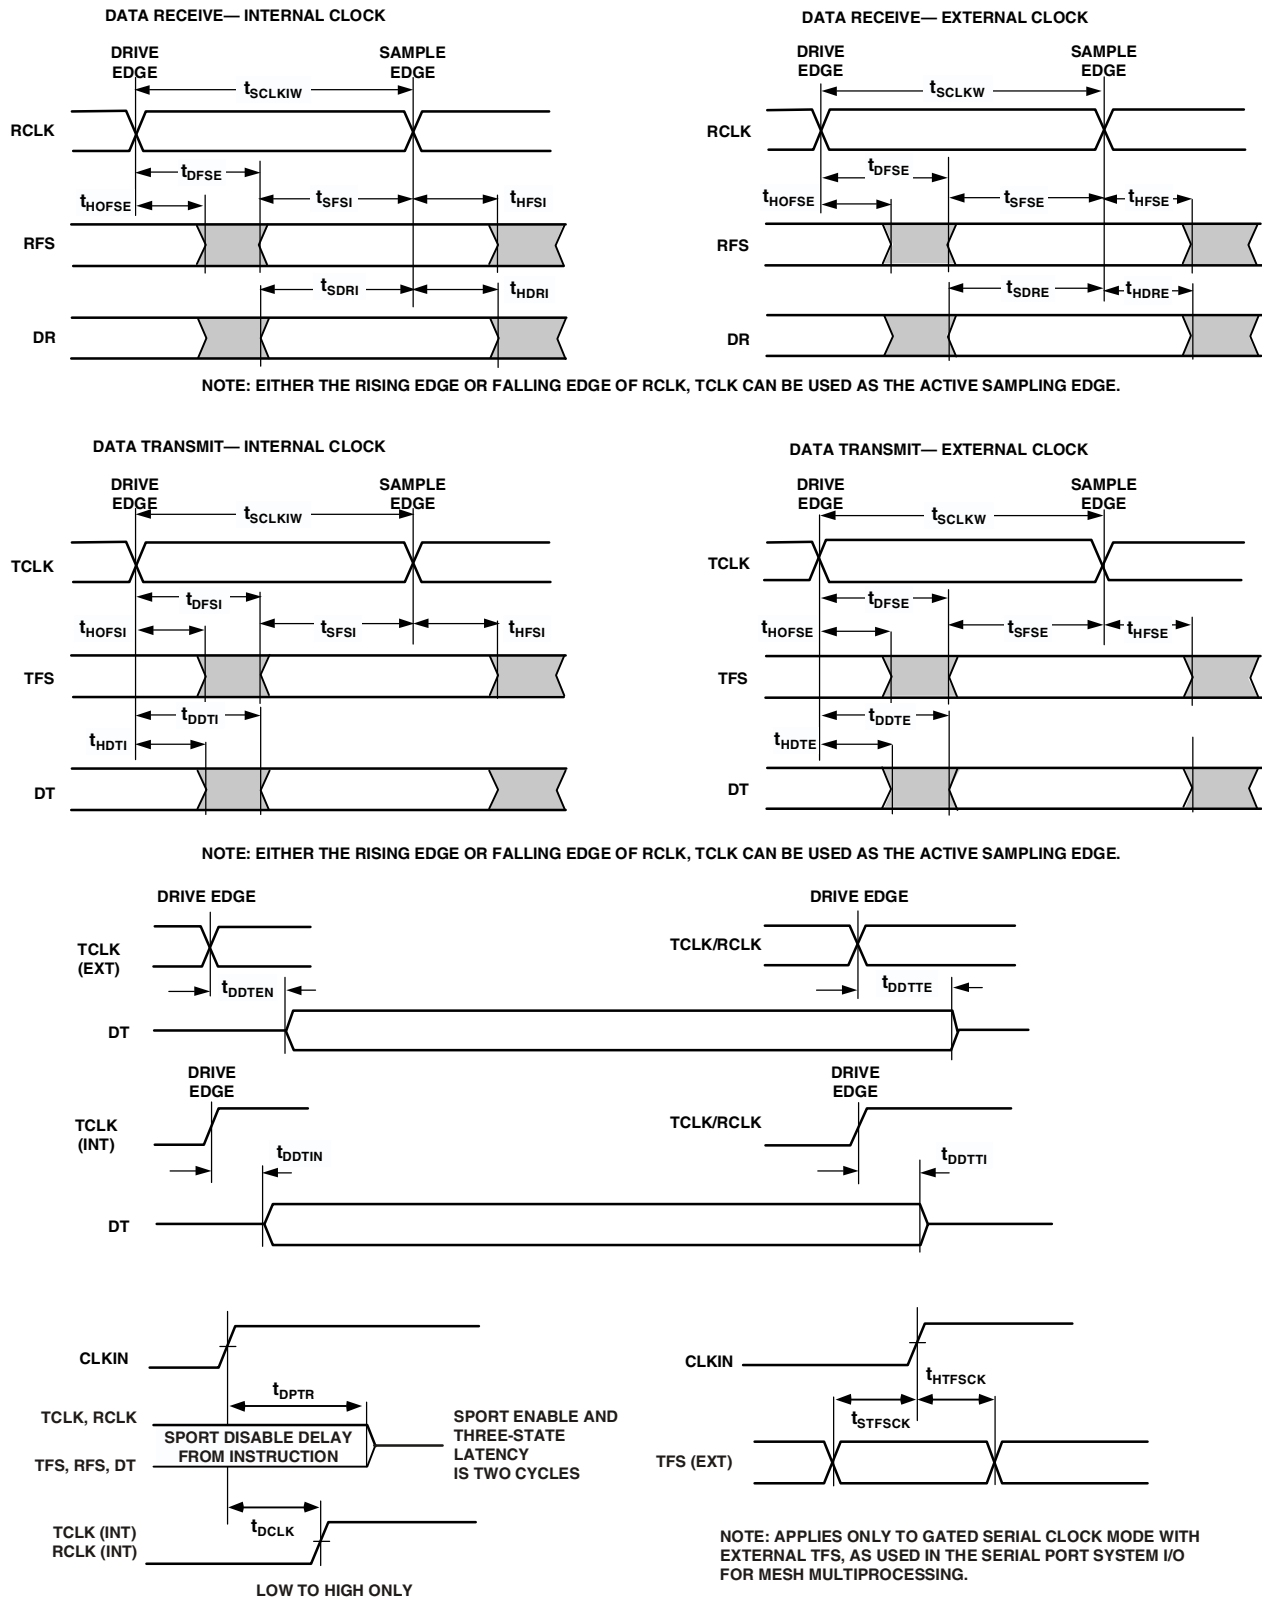 DATA RECEIVE— INTERNAL CLOCK
DRIVE
EDGE
SAMPLE
EDGE
tSCLKIW
RCLK
tDFSE
tHOFSE
tSFSI
tHFSI
RFS
tSDRI
tHDRI
DR
DATA RECEIVE— EXTERNAL CLOCK
DRIVE
EDGE
SAMPLE
EDGE
tSCLKW
RCLK
tDFSE
tHOFSE
tSFSE
tHFSE
RFS
tSDRE
tHDRE
DR
NOTE: EITHER THE RISING EDGE OR FALLING EDGE OF RCLK, TCLK CAN BE USED AS THE ACTIVE SAMPLING EDGE.
DATA TRANSMIT— INTERNAL CLOCK
DRIVE
EDGE
SAMPLE
EDGE
tSCLKIW
TCLK
tDFSI
tHOFSI
tSFSI
tHFSI
TFS
tDDTI
tHDTI
DT
DATA TRANSMIT— EXTERNAL CLOCK
DRIVE
EDGE
SAMPLE
EDGE
tSCLKW
TCLK
tDFSE
tHOFSE
tSFSE
tHFSE
TFS
tDDTE
tHDTE
DT
NOTE: EITHER THE RISING EDGE OR FALLING EDGE OF RCLK, TCLK CAN BE USED AS THE ACTIVE SAMPLING EDGE.
DRIVE EDGE
DRIVE EDGE
TCLK
(EXT)
TCLK/RCLK
tDDTEN
tDDTTE
DT
DRIVE
EDGE
DRIVE
EDGE
TCLK
(INT)
TCLK/RCLK
tDDTIN
tDDTTI
DT
CLKIN
tDPTR
TCLK, RCLK
SPORT DISABLE DELAY
FROM INSTRUCTION
TFS, RFS, DT
SPORT ENABLE AND
THREE-STATE
LATENCY
IS TWO CYCLES
tDCLK
TCLK (INT)
RCLK (INT)
LOW TO HIGH ONLY
CLKIN
tHTFSCK
tSTFSCK
TFS (EXT)
NOTE: APPLIES ONLY TO GATED SERIAL CLOCK MODE WITH
EXTERNAL TFS, AS USED IN THE SERIAL PORT SYSTEM I/O
FOR MESH MULTIPROCESSING.